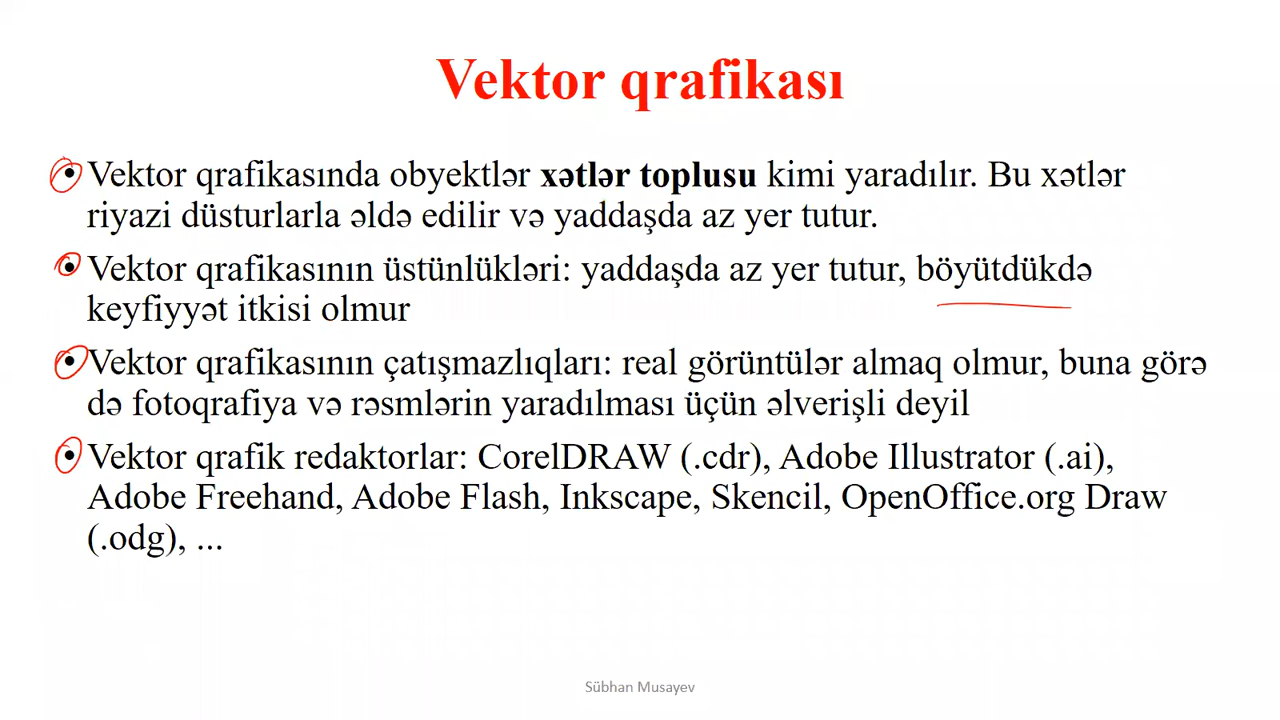 Vektor qrafikası
• Vektor qrafikasında obyektlər xətlər toplusu kimi yaradılır. Bu xətlər
riyazi düsturlarla əldə edilir və yaddaşda az yer tutur.
• Vektor qrafikasının üstünlükləri: yaddaşda az yer tutur, böyütdükdə
keyfiyyət itkisi olmur
• Vektor qrafikasının çatışmazlıqları: real görüntülər almaq olmur, buna görə
də fotoqrafiya və rəsmlərin yaradılması üçün əlverişli deyil
• Vektor qrafik redaktorlar: CorelDRAW (.cdr), Adobe Illustrator (.ai),
Adobe Freehand, Adobe Flash, Inkscape, Skencil, OpenOffice.org Draw
(.odg), ...
Sübhan Musayev